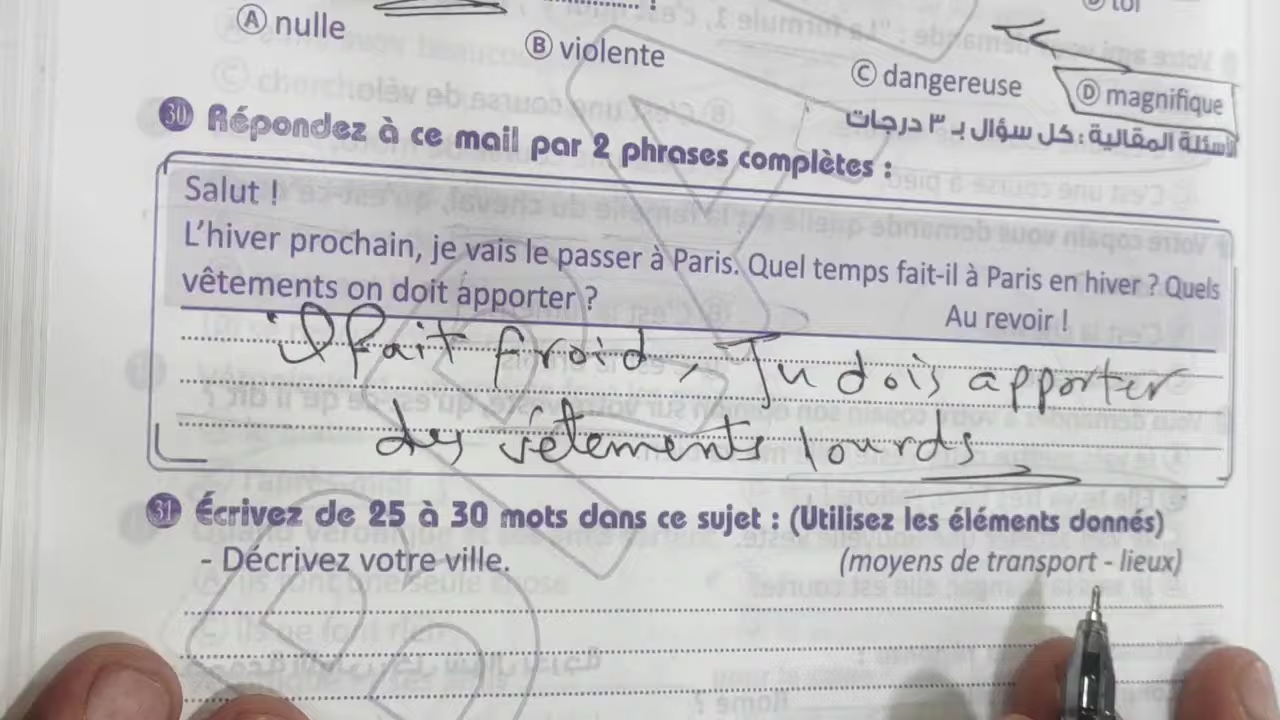 Ⓐ nulle
Ⓑ violente
Ⓒ dangereuse
Ⓓ magnifique
الأسئلة المقالية : كل سؤال بـ ٣ درجات
30 Répondez à ce mail par 2 phrases complètes :
Salut !
L'hiver prochain, je vais le passer à Paris. Quel temps fait-il à Paris en hiver ? Quels
vêtements on doit apporter ?
Au revoir !
il fait froid, Tu dois apporter
des vêtements lourds
31 Écrivez de 25 à 30 mots dans ce sujet : (Utilisez les éléments donnés)
- Décrivez votre ville. (moyens de transport - lieux)